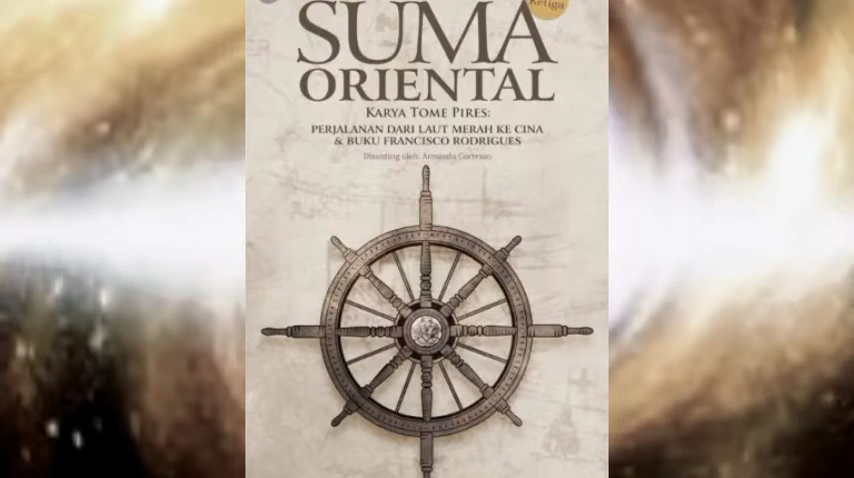 Ketiga
SUMA
ORIENTAL
KARYA TOME PIRES:
PERJALANAN DARI LAUT MERAH KE CINA
& BUKU FRANCISCO RODRIGUES
Disunting oleh: Armando Cortesao